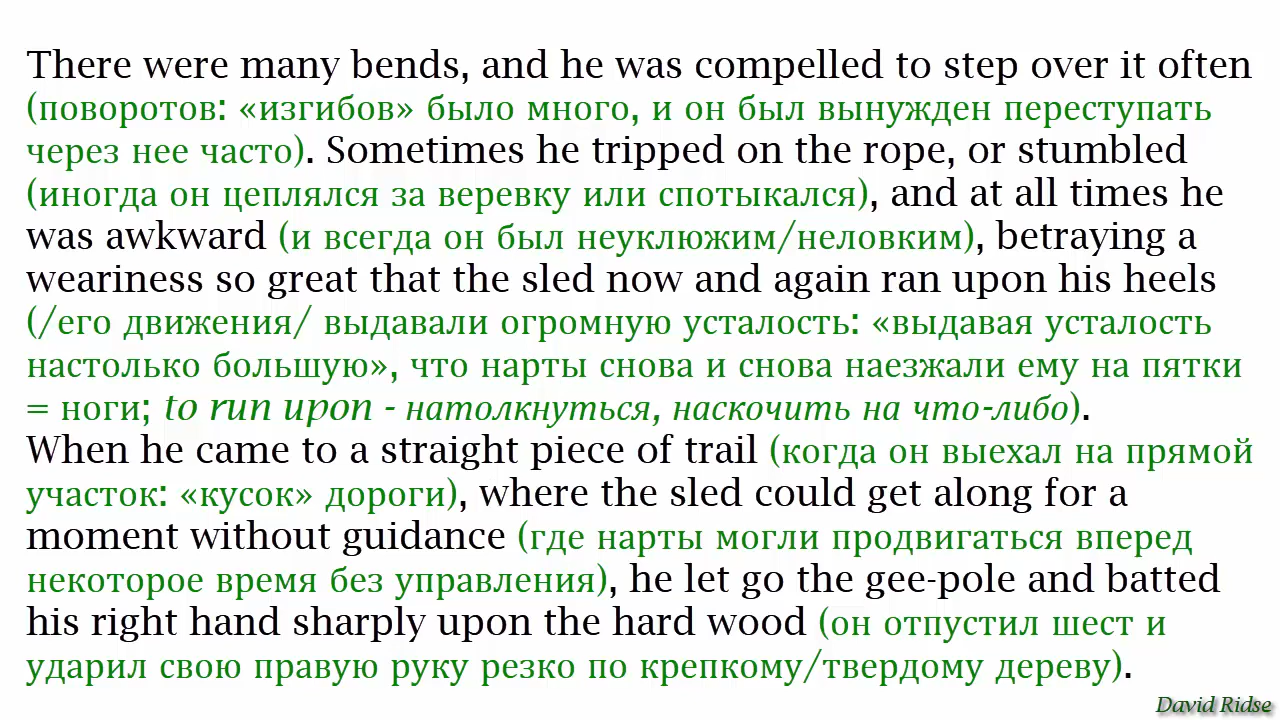 There were many bends, and he was compelled to step over it often
(поворотов: «изгибов» было много, и он был вынужден переступать
через нее часто). Sometimes he tripped on the rope, or stumbled
(иногда он цеплялся за веревку или спотыкался), and at all times he
was awkward (и всегда он был неуклюжим/неловким), betraying a
weariness so great that the sled now and again ran upon his heels
(/его движения/ выдавали огромную усталость: «выдавая усталость
настолько большую», что нарты снова и снова наезжали ему на пятки
= ноги; to run upon - натолкнуться, наскочить на что-либо).
When he came to a straight piece of trail (когда он выехал на прямой
участок: «кусок» дороги), where the sled could get along for a
moment without guidance (где нарты могли продвигаться вперед
некоторое время без управления), he let go the gee-pole and batted
his right hand sharply upon the hard wood (он отпустил шест и
ударил свою правую руку резко по крепкому/твердому дереву).
David Ridse